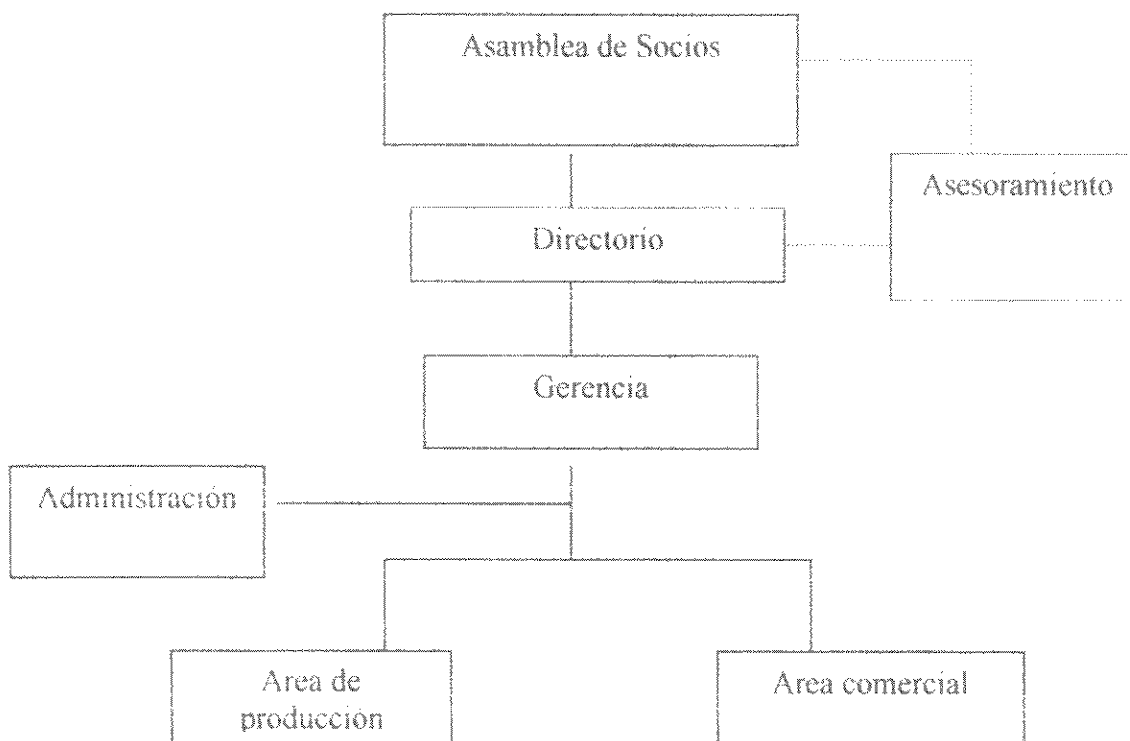 Asamblea de Socios
Asesoramiento
Directorio
Gerencia
Administración
Area de
producción
Area comercial